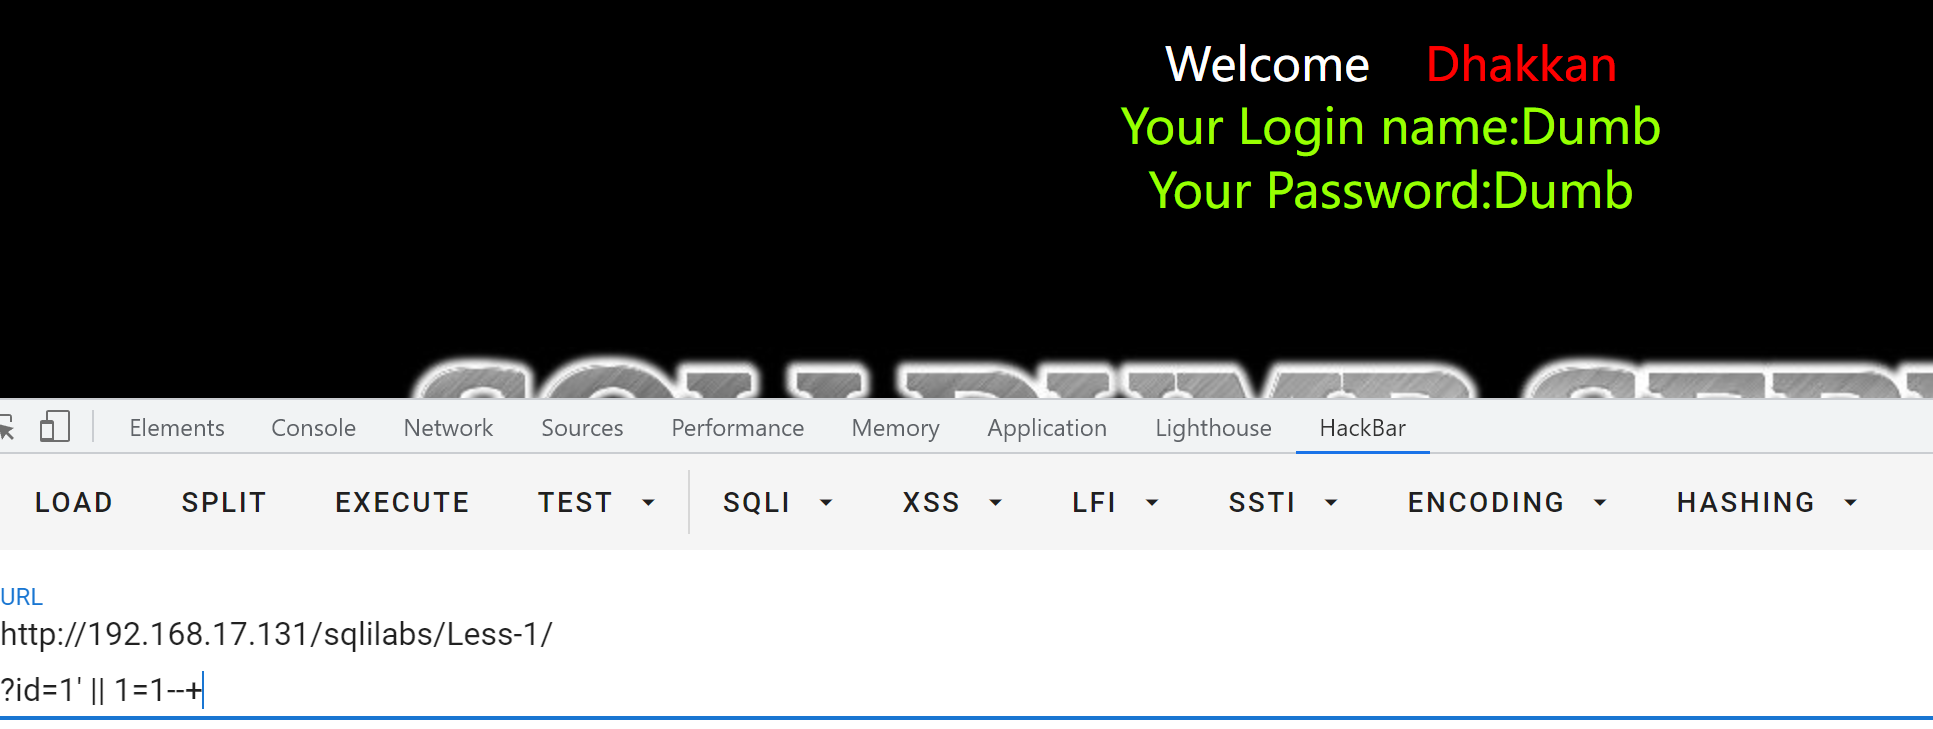 Welcome Dhakkan
Your Login name:Dumb
Your Password:Dumb
Elements Console Network Sources Performance Memory Application Lighthouse HackBar
LOAD SPLIT EXECUTE TEST SQLI XSS LFI SSTI ENCODING HASHING
URL
http://192.168.17.131/sqlilabs/Less-1/
?id=1' || 1=1--+